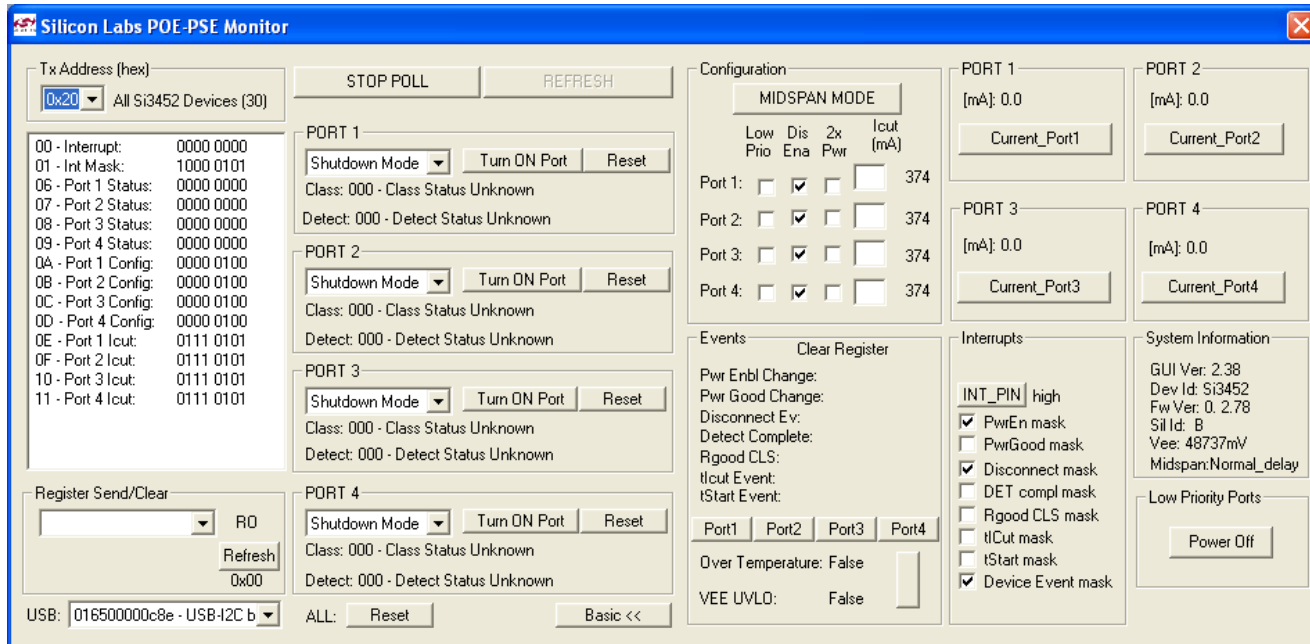 Silicon Labs POE-PSE Monitor
Tx Address (hex)
0x20 All Si3452 Devices (30)
00 - Interrupt: 0000 0000
01 - Int Mask: 1000 0101
06 - Port 1 Status: 0000 0000
07 - Port 2 Status: 0000 0000
08 - Port 3 Status: 0000 0000
09 - Port 4 Status: 0000 0000
0A - Port 1 Config: 0000 0100
0B - Port 2 Config: 0000 0100
0C - Port 3 Config: 0000 0100
0D - Port 4 Config: 0000 0100
0E - Port 1 Icut: 0111 0101
0F - Port 2 Icut: 0111 0101
10 - Port 3 Icut: 0111 0101
11 - Port 4 Icut: 0111 0101
Register Send/Clear
RO
Refresh
0x00
USB: 016500000c8e - USB-I2C b
STOP POLL REFRESH
PORT 1
Shutdown Mode Turn ON Port Reset
Class: 000 - Class Status Unknown
Detect: 000 - Detect Status Unknown
PORT 2
Shutdown Mode Turn ON Port Reset
Class: 000 - Class Status Unknown
Detect: 000 - Detect Status Unknown
PORT 3
Shutdown Mode Turn ON Port Reset
Class: 000 - Class Status Unknown
Detect: 000 - Detect Status Unknown
PORT 4
Shutdown Mode Turn ON Port Reset
Class: 000 - Class Status Unknown
Detect: 000 - Detect Status Unknown
ALL: Reset Basic <<
Configuration
MIDSPAN MODE
Low Dis 2x Icut
Prio Ena Pwr (mA)
Port 1: 374
Port 2: 374
Port 3: 374
Port 4: 374
Events
Clear Register
Pwr Enbl Change:
Pwr Good Change:
Disconnect Ev:
Detect Complete:
Rgood CLS:
tIcut Event:
tStart Event:
Port1 Port2 Port3 Port4
Over Temperature: False
VEE UVLO: False
PORT 1
[mA]: 0.0
Current_Port1
PORT 2
[mA]: 0.0
Current_Port2
PORT 3
[mA]: 0.0
Current_Port3
PORT 4
[mA]: 0.0
Current_Port4
Interrupts
INT_PIN high
PwrEn mask
PwrGood mask
Disconnect mask
DET compl mask
Rgood CLS mask
tICut mask
tStart mask
Device Event mask
System Information
GUI Ver: 2.38
Dev Id: Si3452
Fw Ver: 0. 2.78
Sil Id: B
Vee: 48737mV
Midspan:Normal_delay
Low Priority Ports
Power Off